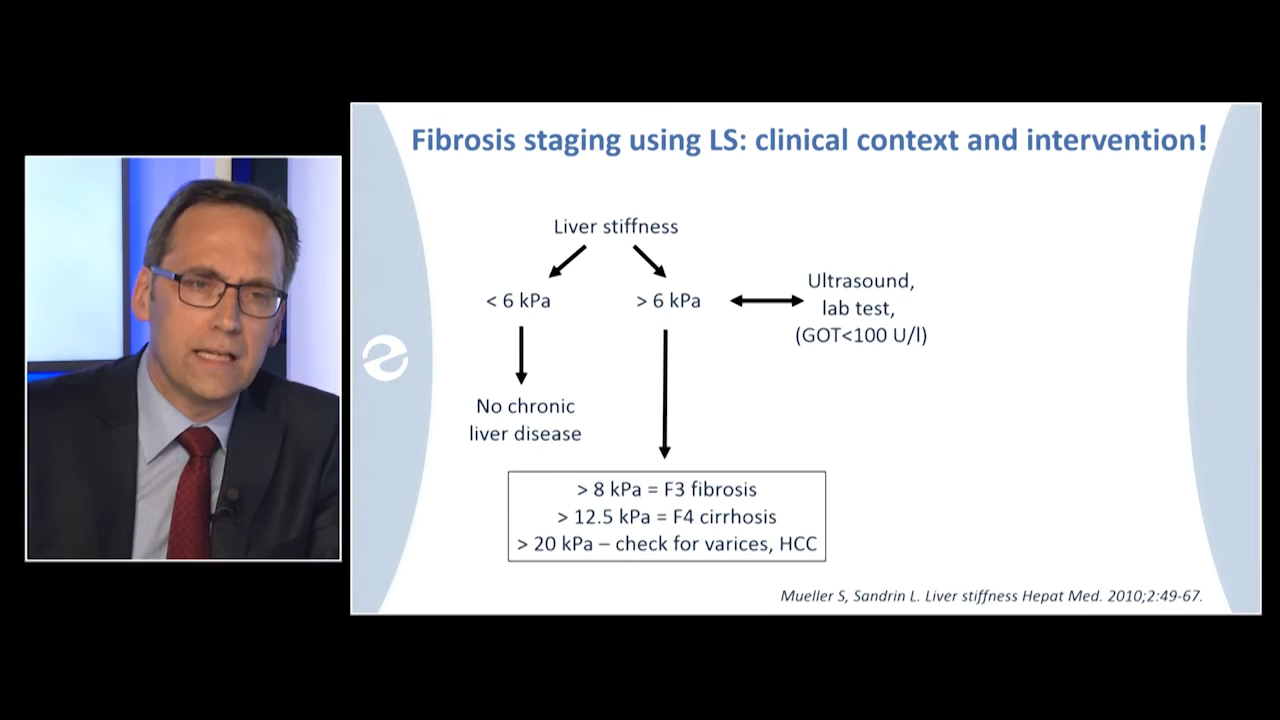 Fibrosis staging using LS: clinical context and intervention!
Liver stiffness
< 6 kPa
> 6 kPa
Ultrasound,
lab test,
(GOT<100 U/l)
No chronic
liver disease
> 8 kPa = F3 fibrosis
> 12.5 kPa = F4 cirrhosis
> 20 kPa – check for varices, HCC
Mueller S, Sandrin L. Liver stiffness Hepat Med. 2010;2:49-67.